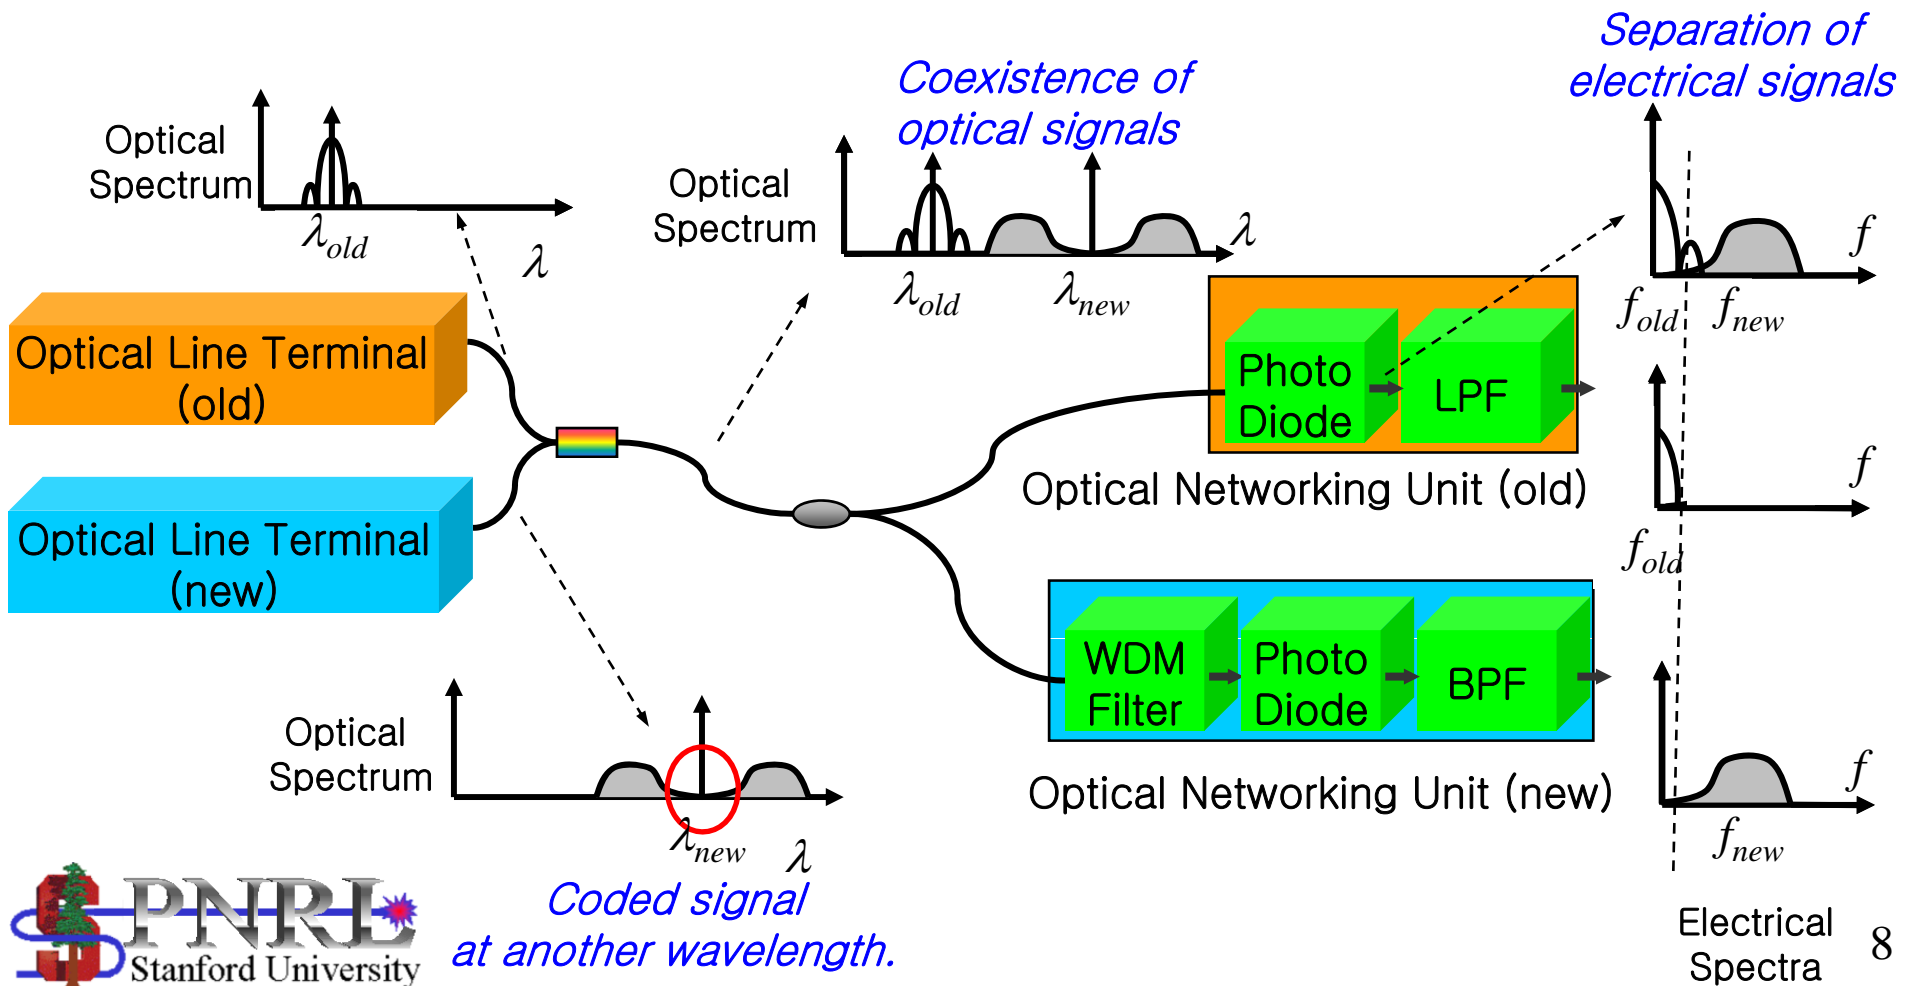 Separation of
electrical signals
Coexistence of
optical signals
Optical
Spectrum
λold
λ
Optical
Spectrum
λold
λnew
λ
f
fold
fnew
Optical Line Terminal
(old)
Photo
Diode
LPF
Optical Networking Unit (old)
f
fold
Optical Line Terminal
(new)
WDM
Filter
Photo
Diode
BPF
Optical Networking Unit (new)
f
fnew
Optical
Spectrum
λnew
λ
Coded signal
at another wavelength.
PNRL
Stanford University
Electrical
Spectra
8